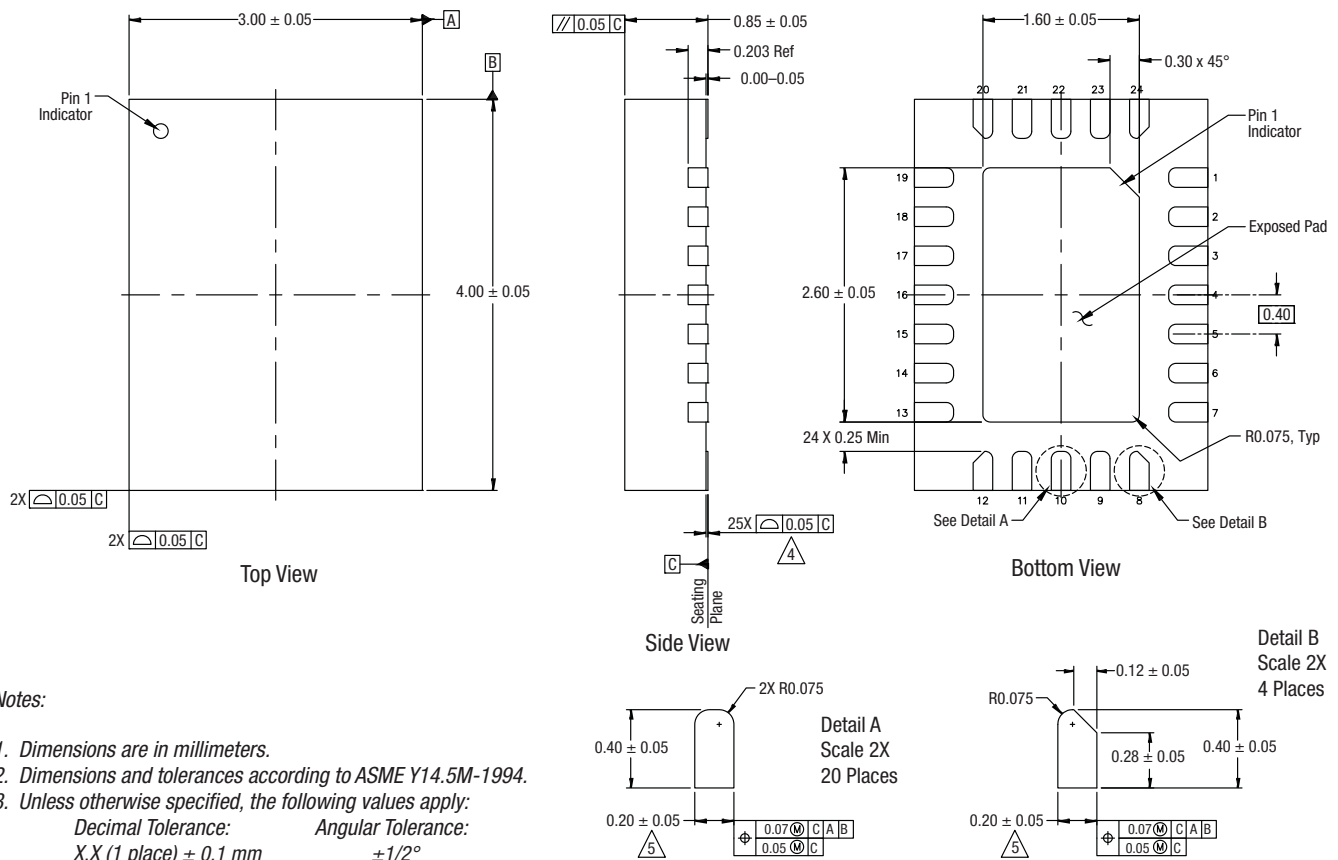 3.00 ± 0.05
A
B
Pin 1
Indicator
4.00 ± 0.05
2X ⌓ 0.05 C
2X ⌓ 0.05 C
Top View
// 0.05 C
0.85 ± 0.05
0.203 Ref
0.00–0.05
25X ⌓ 0.05 C
4
C
Seating
Plane
Side View
1.60 ± 0.05
0.30 x 45°
20 21 22 23 24
Pin 1
Indicator
19
18
17
16
15
14
13
1
2
3
4
5
6
7
Exposed Pad
2.60 ± 0.05
0.40
24 X 0.25 Min
R0.075, Typ
12 11 10 9 8
See Detail A
See Detail B
Bottom View
2X R0.075
0.40 ± 0.05
Detail A
Scale 2X
20 Places
0.20 ± 0.05
5
⌖ 0.07 Ⓜ C A B
0.05 Ⓜ C
Detail B
Scale 2X
4 Places
0.12 ± 0.05
R0.075
0.28 ± 0.05
0.40 ± 0.05
0.20 ± 0.05
5
⌖ 0.07 Ⓜ C A B
0.05 Ⓜ C
Notes:
1. Dimensions are in millimeters.
2. Dimensions and tolerances according to ASME Y14.5M-1994.
3. Unless otherwise specified, the following values apply:
Decimal Tolerance: Angular Tolerance:
X.X (1 place) ± 0.1 mm ±1/2°